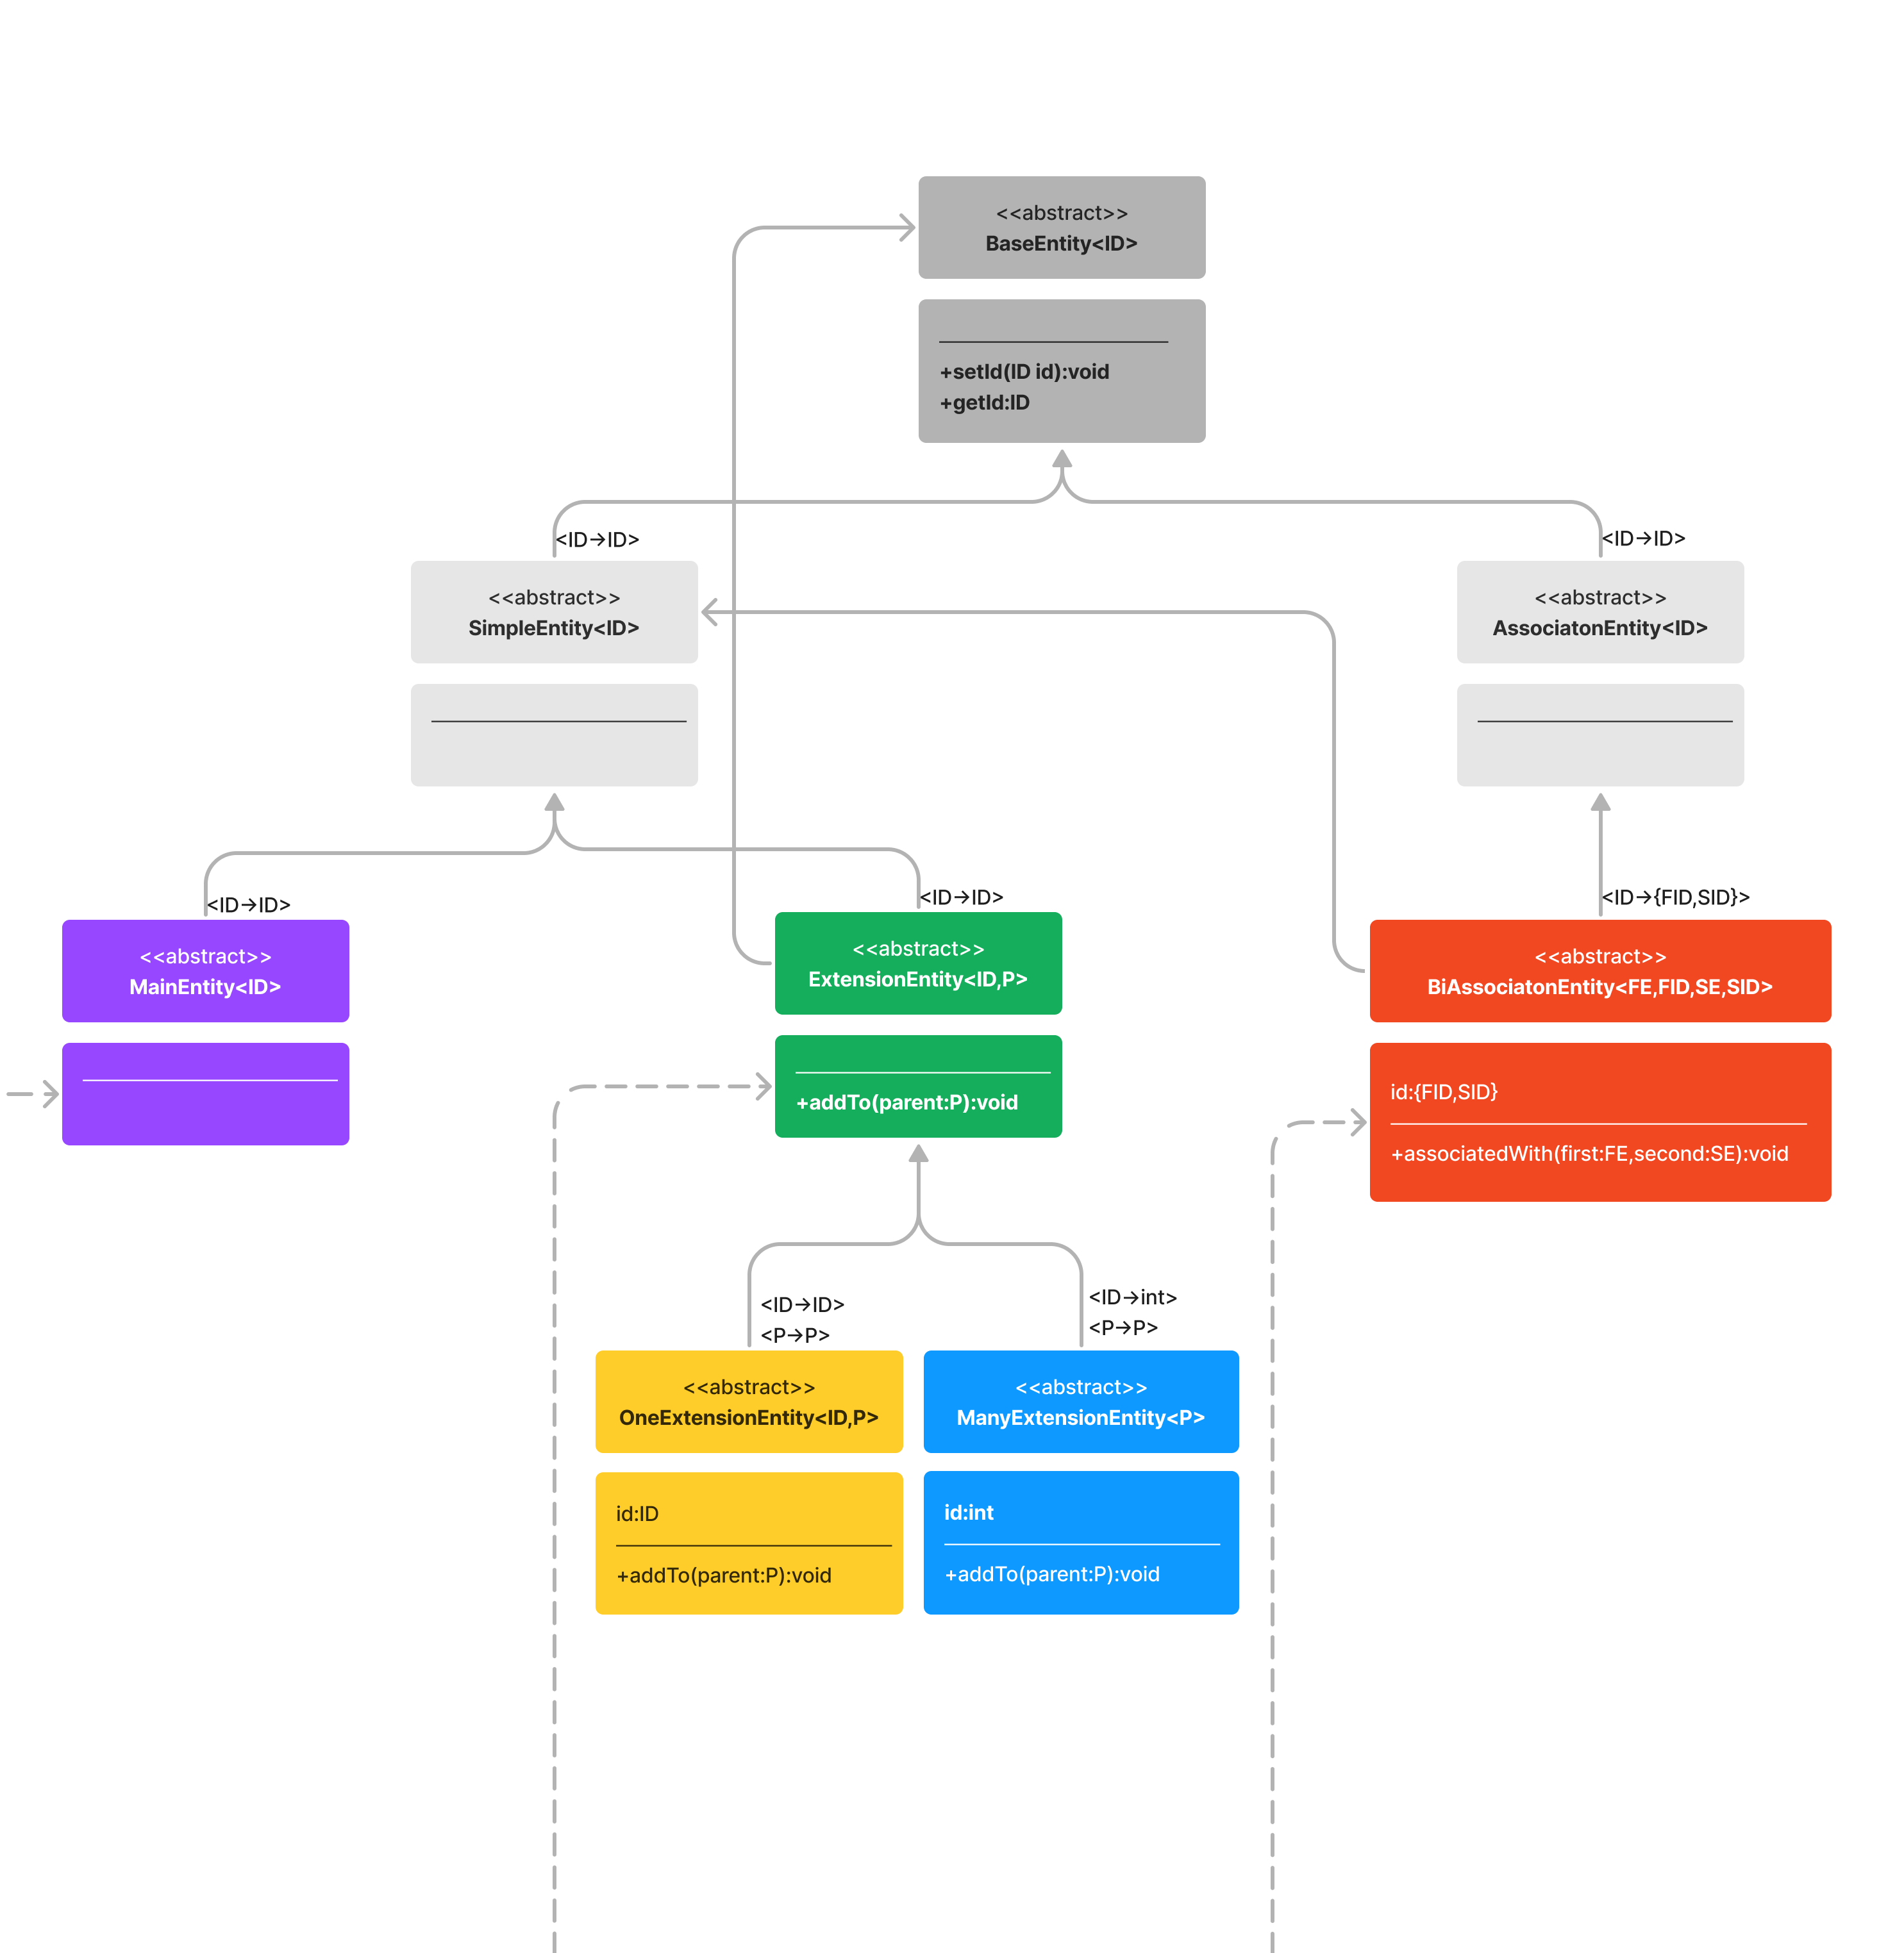 <<abstract>>
BaseEntity<ID>
+setId(ID id):void
+getId:ID
<ID→ID>
<ID→ID>
<<abstract>>
SimpleEntity<ID>
<<abstract>>
AssociatonEntity<ID>
<ID→ID>
<ID→ID>
<ID→{FID,SID}>
<<abstract>>
MainEntity<ID>
<<abstract>>
ExtensionEntity<ID,P>
+addTo(parent:P):void
<<abstract>>
BiAssociatonEntity<FE,FID,SE,SID>
id:{FID,SID}
+associatedWith(first:FE,second:SE):void
<ID→ID>
<P→P>
<ID→int>
<P→P>
<<abstract>>
OneExtensionEntity<ID,P>
id:ID
+addTo(parent:P):void
<<abstract>>
ManyExtensionEntity<P>
id:int
+addTo(parent:P):void